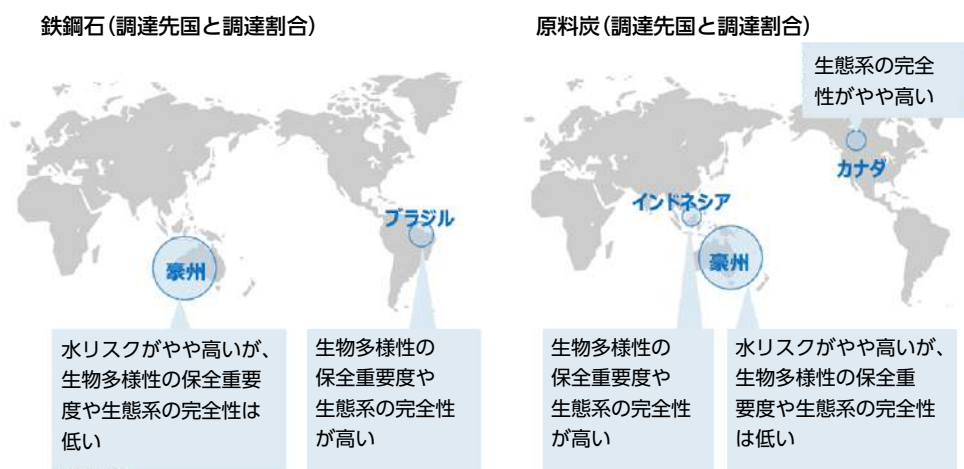 鉄鋼石(調達先国と調達割合)
ブラジル
豪州
水リスクがやや高いが、
生物多様性の保全重要
度や生態系の完全性は
低い
生物多様性の
保全重要度や
生態系の完全性
が高い
原料炭(調達先国と調達割合)
生態系の完全
性がやや高い
カナダ
インドネシア
豪州
生物多様性の
保全重要度や
生態系の完全性
が高い
水リスクがやや高いが、
生物多様性の保全重
要度や生態系の完全性
は低い